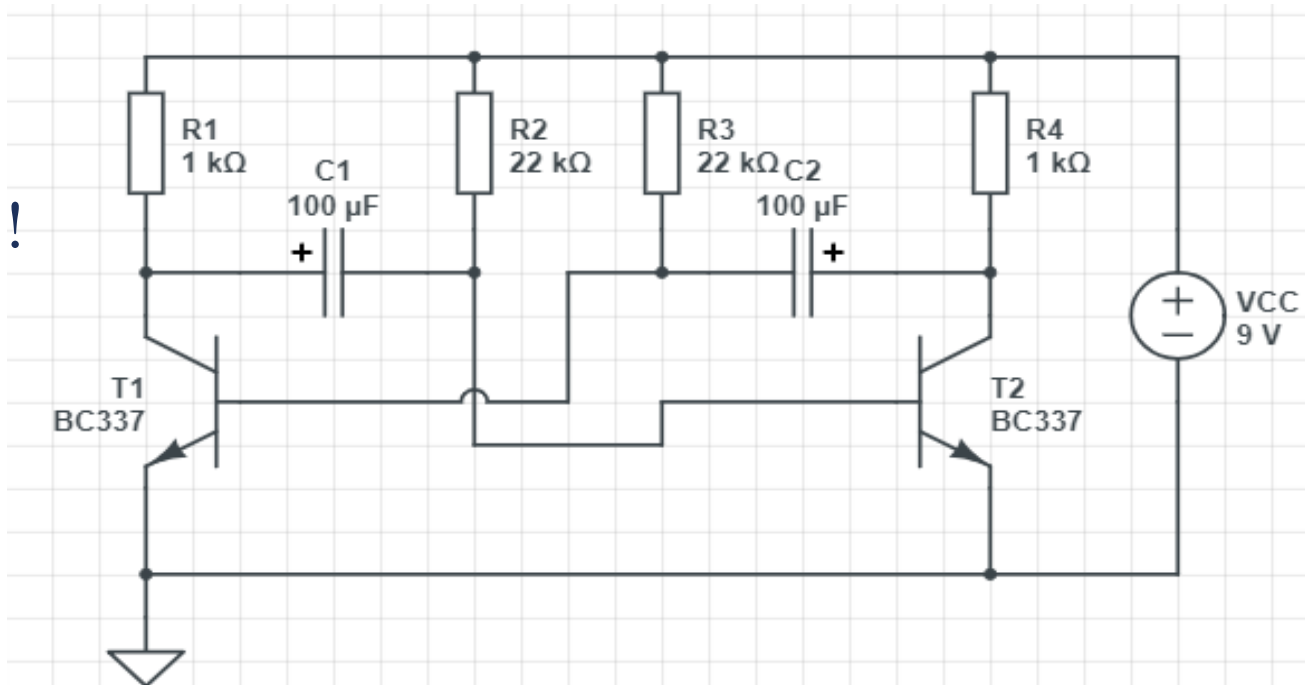 R1
1 kΩ
C1
100 µF
+
R2
22 kΩ
R3
22 kΩ
C2
100 µF
+
R4
1 kΩ
!
+
−
VCC
9 V
T1
BC337
T2
BC337